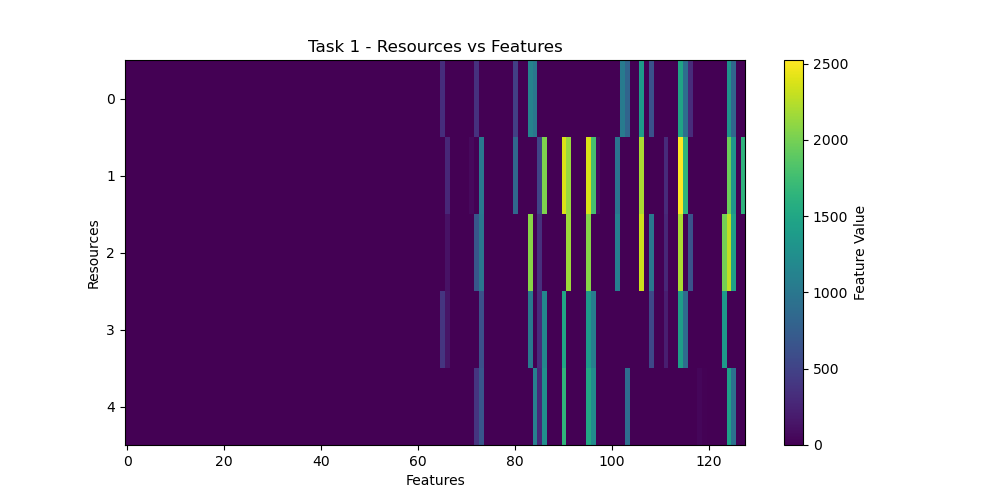 Task 1 - Resources vs Features
Resources
0
1
2
3
4
0 20 40 60 80 100 120
Features
2500
2000
1500
1000
500
0
Feature Value